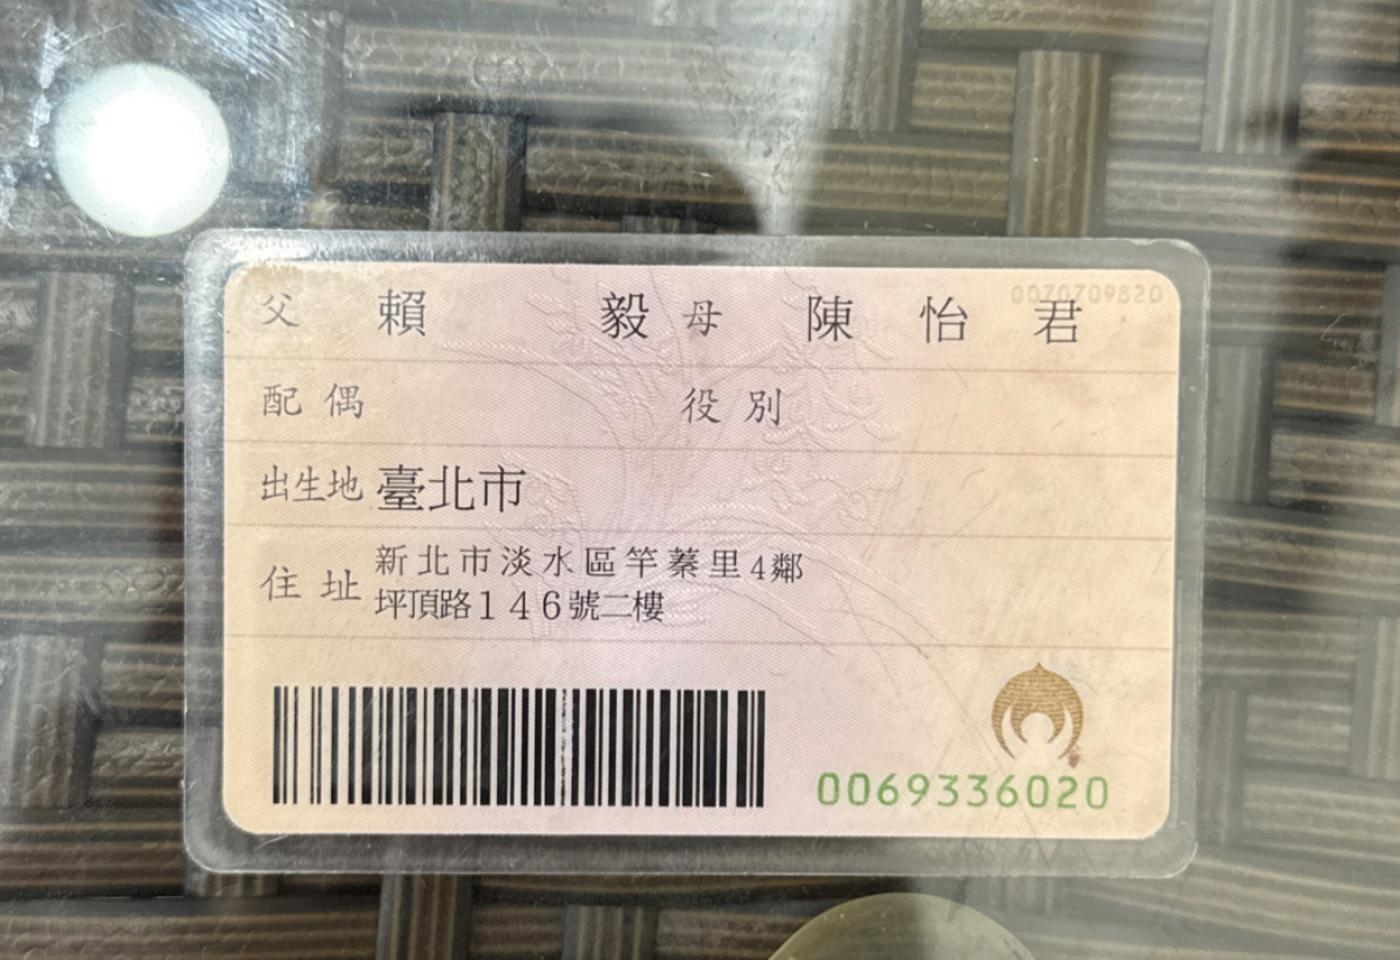 父 賴 毅 母 陳 怡 君
0070709820
配 偶 役 別
出生地 臺北市
住 址 新北市淡水區竿蓁里4鄰
坪頂路146號二樓
0069336020